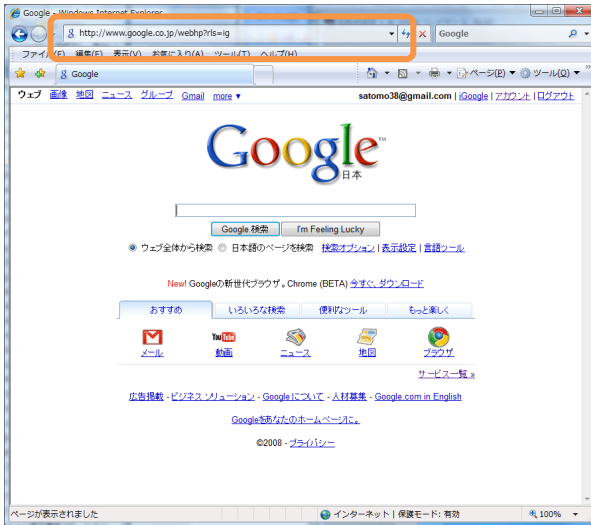 Google - Windows Internet Explorer
http://www.google.co.jp/webhp?rls=ig
Google
ファイル(F) 編集(E) 表示(V) お気に入り(A) ツール(T) ヘルプ(H)
Google
ページ(P) ツール(O)
ウェブ 画像 地図 ニュース グループ Gmail more ▼
satomo38@gmail.com | iGoogle | アカウント | ログアウト
Google™
日本
Google 検索 I'm Feeling Lucky
ウェブ全体から検索 日本語のページを検索 検索オプション | 表示設定 | 言語ツール
New! Googleの新世代ブラウザ。Chrome (BETA) 今すぐ、ダウンロード
おすすめ いろいろな検索 便利なツール もっと楽しく
You Tube
メール 動画 ニュース 地図 ブラウザ
サービス一覧 »
広告掲載 - ビジネス ソリューション - Google について - 人材募集 - Google.com in English
Googleをあなたのホームページに。
©2008 - プライバシー
ページが表示されました
インターネット | 保護モード: 有効
100%